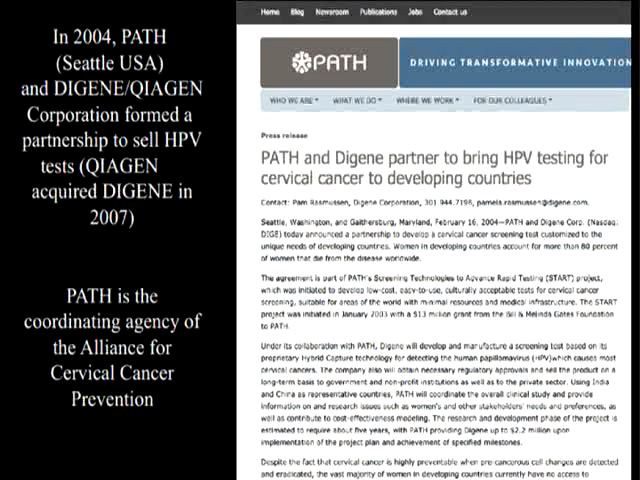 In 2004, PATH
(Seattle USA)
and DIGENE/QIAGEN
Corporation formed a
partnership to sell HPV
tests (QIAGEN
acquired DIGENE in
2007)
PATH is the
coordinating agency of
the Alliance for
Cervical Cancer
Prevention
Home Blog Newsroom Publications Jobs Contact us
PATH
DRIVING TRANSFORMATIVE INNOVATION
WHO WE ARE WHAT WE DO WHERE WE WORK FOR OUR COLLEAGUES
Press release
PATH and Digene partner to bring HPV testing for
cervical cancer to developing countries
Contact: Pam Rasmussen, Digene Corporation, 301 944.7196, pamela.rasmussen@digene.com.
Seattle, Washington, and Gaithersburg, Maryland, February 16, 2004—PATH and Digene Corp. (Nasdaq:
DIGE) today announced a partnership to develop a cervical cancer screening test customized to the
unique needs of developing countries. Women in developing countries account for more than 80 percent
of women that die from the disease worldwide.
The agreement is part of PATH's Screening Technologies to Advance Rapid Testing (START) project,
which was initiated to develop low-cost, easy-to-use, culturally acceptable tests for cervical cancer
screening, suitable for areas of the world with minimal resources and medical infrastructure. The START
project was initiated in January 2003 with a $13 million grant from the Bill & Melinda Gates Foundation
to PATH.
Under its collaboration with PATH, Digene will develop and manufacture a screening test based on its
proprietary Hybrid Capture technology for detecting the human papillomavirus (HPV)which causes most
cervical cancers. The company also will obtain necessary regulatory approvals and sell the product on a
long-term basis to government and non-profit institutions as well as to the private sector. Using India
and China as representative countries, PATH will coordinate the overall clinical study and provide
information on and research issues such as women's and other stakeholders' needs and preferences, as
well as contribute to cost-effectiveness modeling. The research and development phase of the project is
estimated to require about five years, with PATH providing Digene up to $2.2 million upon
implementation of the project plan and achievement of specified milestones.
Despite the fact that cervical cancer is highly preventable when pre-cancerous cell changes are detected
and eradicated, the vast majority of women in developing countries currently have no access to